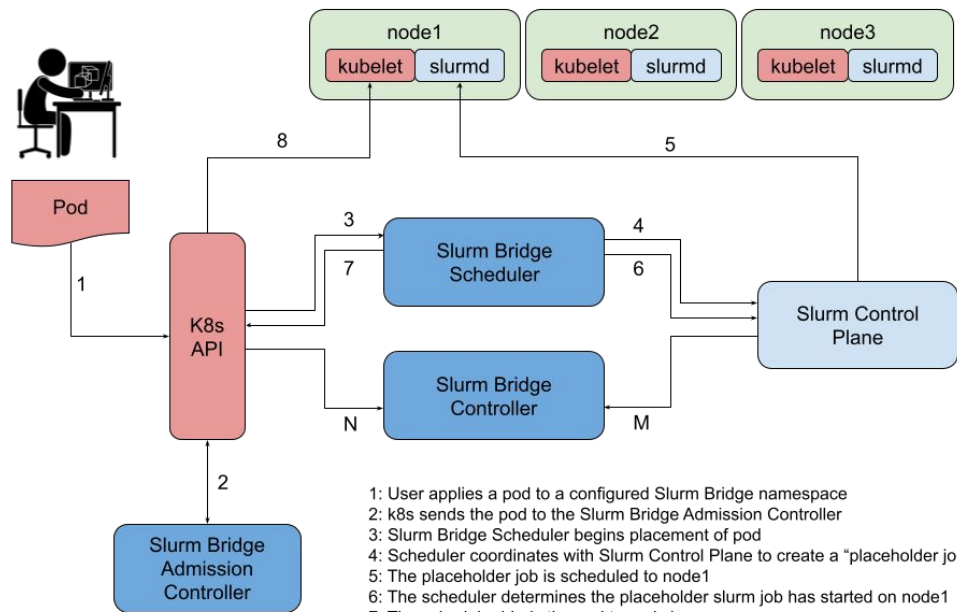 node1
node2
node3
kubelet
slurmd
kubelet
slurmd
kubelet
slurmd
8
5
Pod
1
3
7
Slurm Bridge
Scheduler
4
6
K8s
API
Slurm Control
Plane
Slurm Bridge
Controller
N
M
2
Slurm Bridge
Admission
Controller
1: User applies a pod to a configured Slurm Bridge namespace
2: k8s sends the pod to the Slurm Bridge Admission Controller
3: Slurm Bridge Scheduler begins placement of pod
4: Scheduler coordinates with Slurm Control Plane to create a “placeholder jo
5: The placeholder job is scheduled to node1
6: The scheduler determines the placeholder slurm job has started on node1